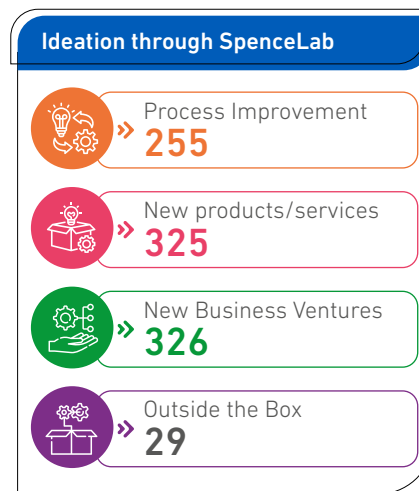 Ideation through SpenceLab
Process Improvement
255
New products/services
325
New Business Ventures
326
Outside the Box
29